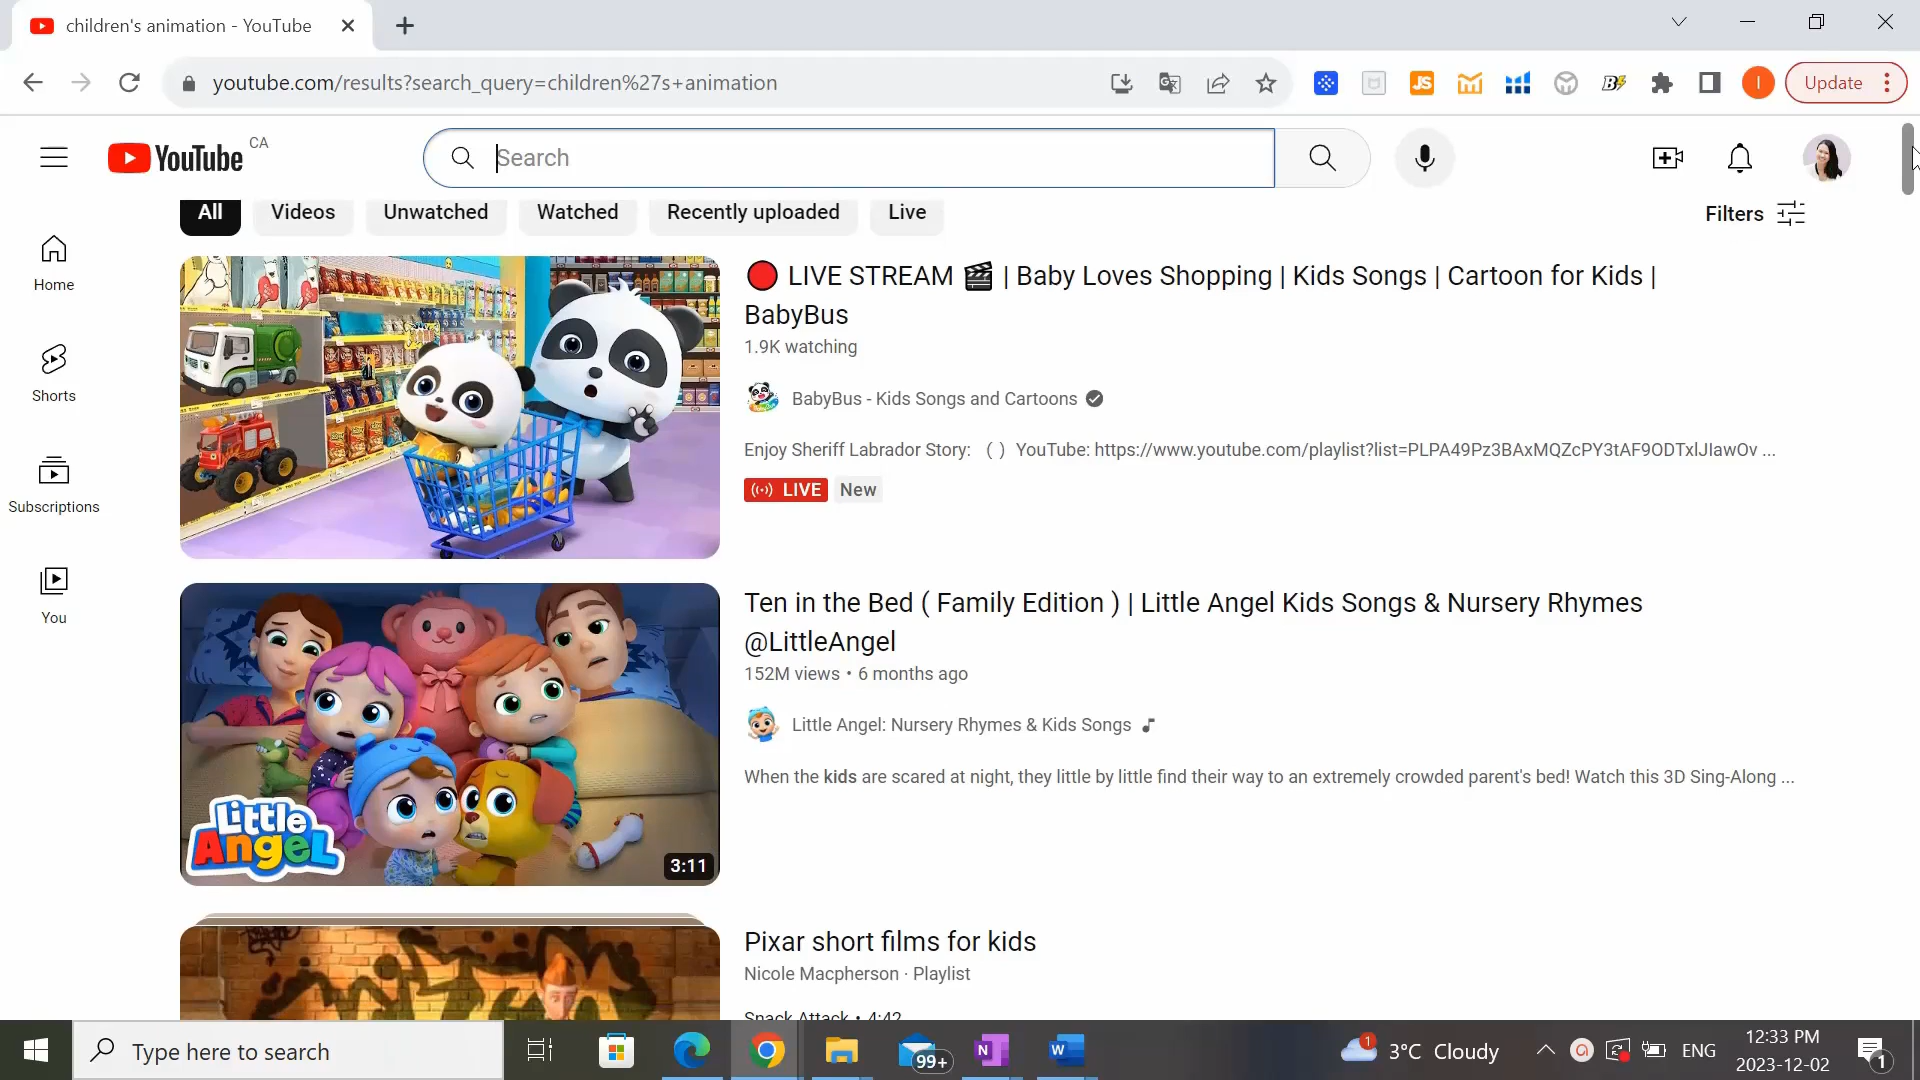 children's animation - YouTube
youtube.com/results?search_query=children%27s+animation
Update
YouTube CA
Search
All Videos Unwatched Watched Recently uploaded Live Filters
Home
Shorts
Subscriptions
You
🔴 LIVE STREAM 🎬 | Baby Loves Shopping | Kids Songs | Cartoon for Kids |
BabyBus
1.9K watching
BabyBus - Kids Songs and Cartoons
Enjoy Sheriff Labrador Story: ( ) YouTube: https://www.youtube.com/playlist?list=PLPA49Pz3BAxMQZcPY3tAF9ODTxlJIawOv ...
LIVE New
Little
Angel
3:11
Ten in the Bed ( Family Edition ) | Little Angel Kids Songs & Nursery Rhymes
@LittleAngel
152M views • 6 months ago
Little Angel: Nursery Rhymes & Kids Songs
When the kids are scared at night, they little by little find their way to an extremely crowded parent's bed! Watch this 3D Sing-Along ...
Pixar short films for kids
Nicole Macpherson · Playlist
Snack Attack • 4:42
Type here to search
99+
1
3°C Cloudy
ENG
12:33 PM
2023-12-02
1